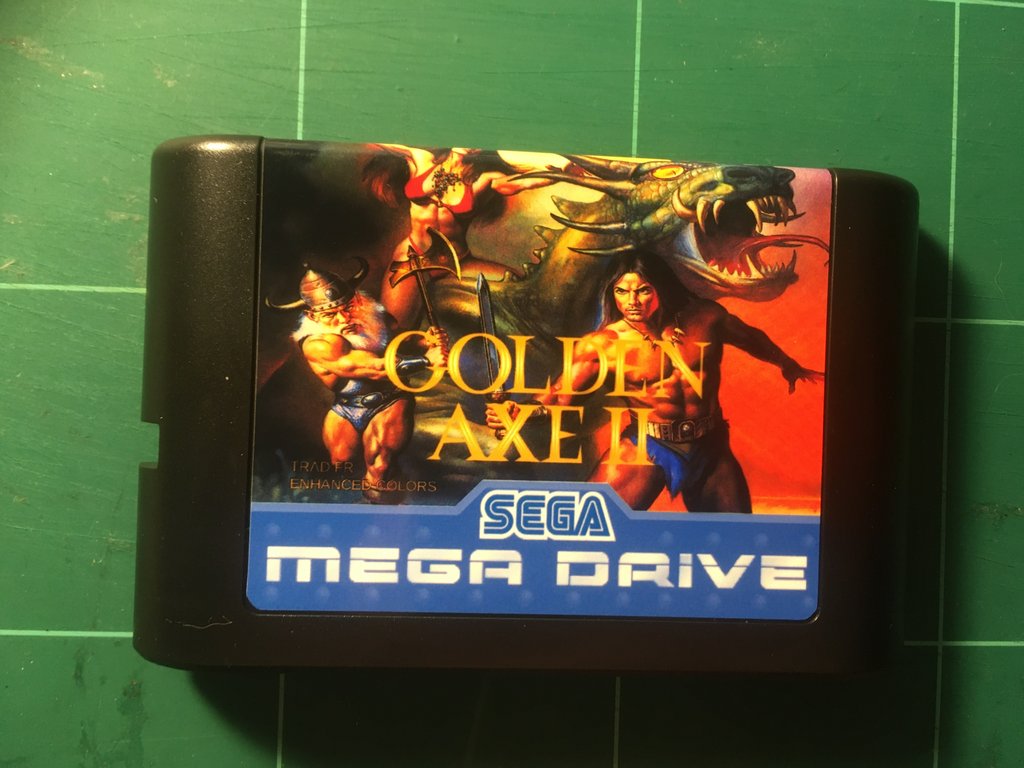 GOLDEN
AXE II
TRAD FR
ENHANCED COLORS
SEGA
MEGA DRIVE